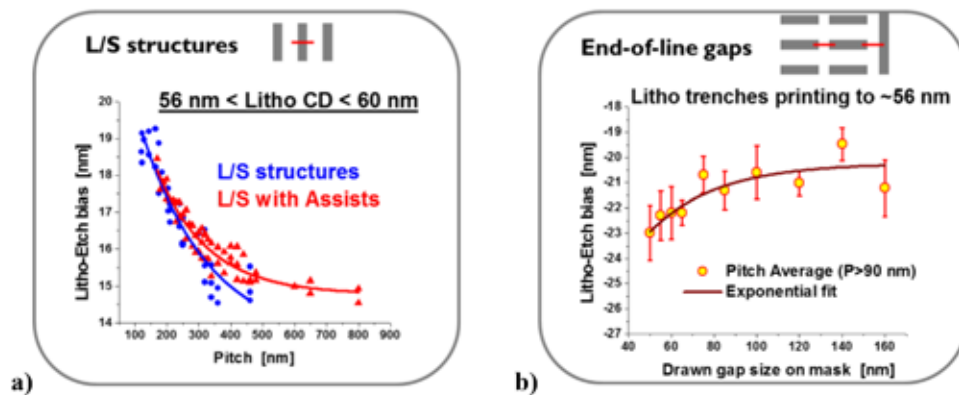 L/S structures
56 nm < Litho CD < 60 nm
L/S structures
L/S with Assists
Litho-Etch bias [nm]
20
19
18
17
16
15
14
100 200 300 400 500 600 700 800 900
Pitch [nm]
a)
End-of-line gaps
Litho trenches printing to ~56 nm
Litho-Etch bias [nm]
-19
-20
-21
-22
-23
-24
-25
-26
-27
Pitch Average (P>90 nm)
Exponential fit
40 60 80 100 120 140 160
Drawn gap size on mask [nm]
b)